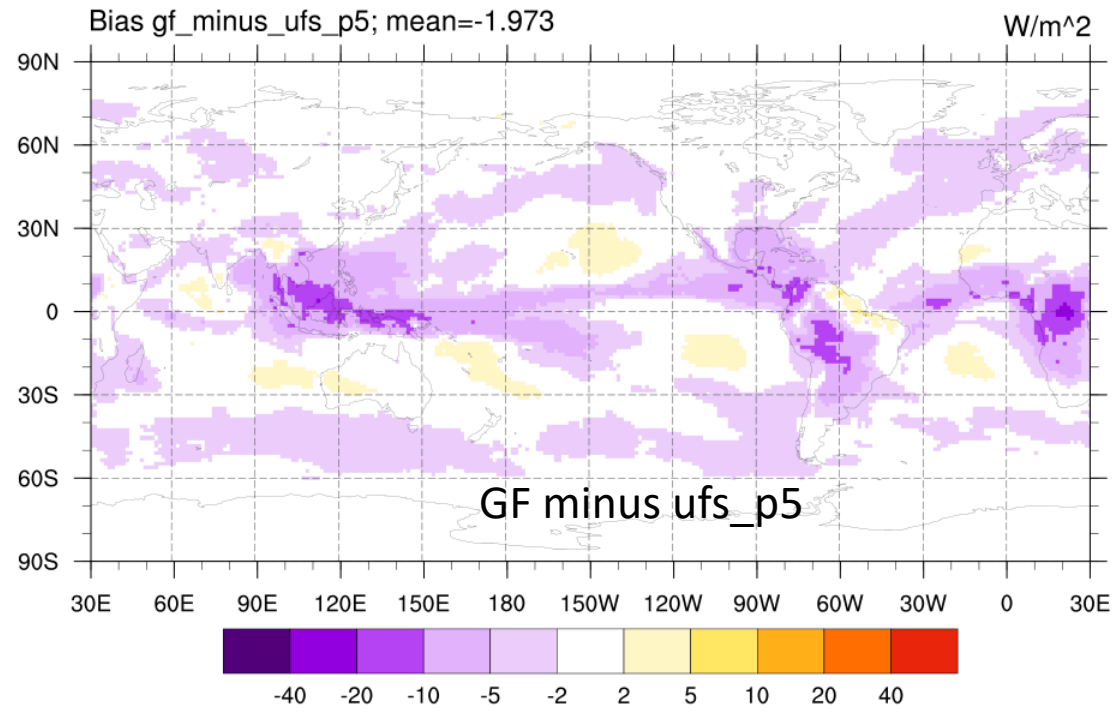 Bias gf_minus_ufs_p5; mean=-1.973 W/m^2
90N
60N
30N
0
30S
60S
90S
GF minus ufs_p5
30E 60E 90E 120E 150E 180 150W 120W 90W 60W 30W 0 30E
-40 -20 -10 -5 -2 2 5 10 20 40